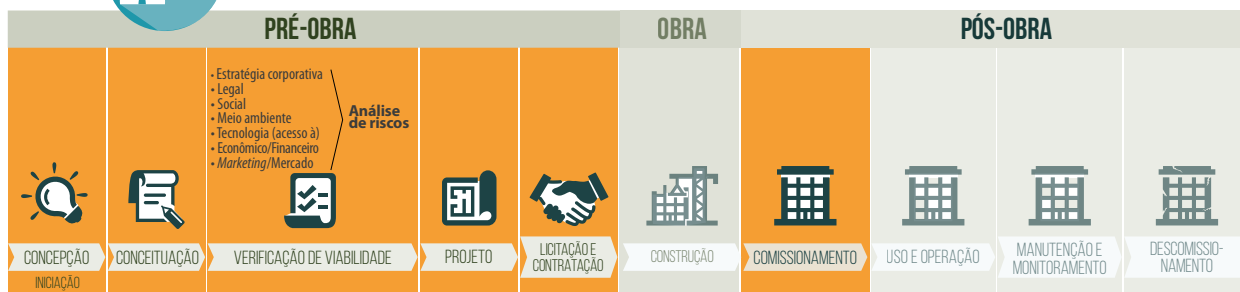 PRÉ-OBRA
OBRA
PÓS-OBRA
• Estratégia corporativa
• Legal
• Social
• Meio ambiente
• Tecnologia (acesso à)
• Econômico/Financeiro
• Marketing/Mercado
Análise
de riscos
CONCEPÇÃO
INICIAÇÃO
CONCEITUAÇÃO
VERIFICAÇÃO DE VIABILIDADE
PROJETO
LICITAÇÃO E
CONTRATAÇÃO
CONSTRUÇÃO
COMISSIONAMENTO
USO E OPERAÇÃO
MANUTENÇÃO E
MONITORAMENTO
DESCOMISSIO-
NAMENTO